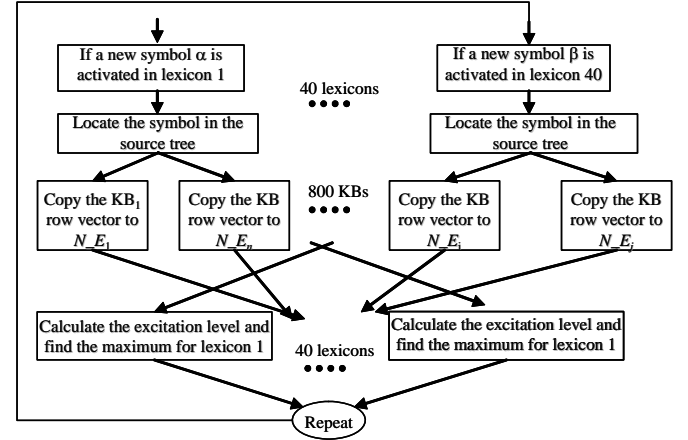 If a new symbol α is
activated in lexicon 1
If a new symbol β is
activated in lexicon 40
40 lexicons
Locate the symbol in the
source tree
Locate the symbol in the
source tree
Copy the KB₁
row vector to
N_E₁
Copy the KB
row vector to
N_Eₙ
800 KBs
Copy the KB
row vector to
N_Eᵢ
Copy the KB
row vector to
N_Eⱼ
Calculate the excitation level and
find the maximum for lexicon 1
40 lexicons
Calculate the excitation level and
find the maximum for lexicon 1
Repeat